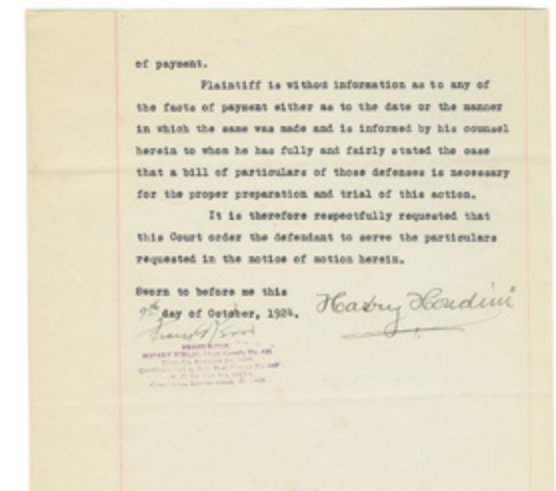 of payment.
Plaintiff is without information as to any of
the facts of payment either as to the date or the manner
in which the same was made and is informed by his counsel
herein to whom he has fully and fairly stated the case
that a bill of particulars of those defenses is necessary
for the proper preparation and trial of this action.
It is therefore respectfully requested that
this Court order the defendant to serve the particulars
requested in the notice of motion herein.
Sworn to before me this
9th day of October, 1924.
Harry Houdini
NOTARY PUBLIC